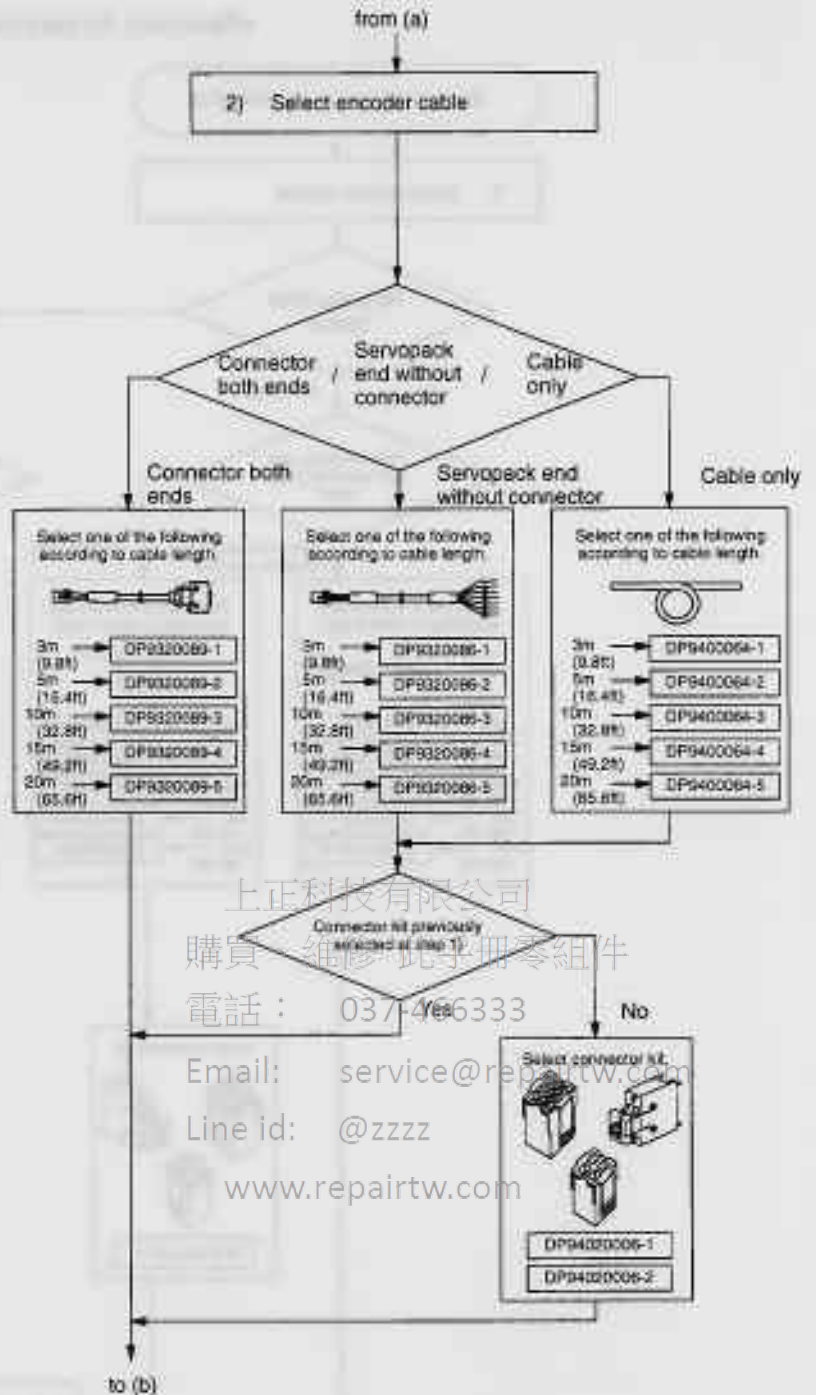 from (a)
2) Select encoder cable
Connector both ends / Servopack end without connector / Cable only
Connector both ends
Servopack end without connector
Cable only
Select one of the following according to cable length.
3m (9.8ft) DP9320089-1
5m (16.4ft) DP9320089-2
10m (32.8ft) DP9320089-3
15m (49.2ft) DP9320089-4
20m (65.6ft) DP9320089-5
Select one of the following according to cable length.
3m (9.8ft) DP9320086-1
5m (16.4ft) DP9320086-2
10m (32.8ft) DP9320086-3
15m (49.2ft) DP9320086-4
20m (65.6ft) DP9320086-5
Select one of the following according to cable length.
3m (9.8ft) DP9400064-1
5m (16.4ft) DP9400064-2
10m (32.8ft) DP9400064-3
15m (49.2ft) DP9400064-4
20m (65.6ft) DP9400064-5
上正科技有限公司
Connector kit previously selected at step 1)
購買 維修 此手冊零組件
電話： 037-466333
Yes
No
Select connector kit.
Email: service@repairtw.com
Line id: @zzzz
www.repairtw.com
DP94020006-1
DP94020006-2
to (b)